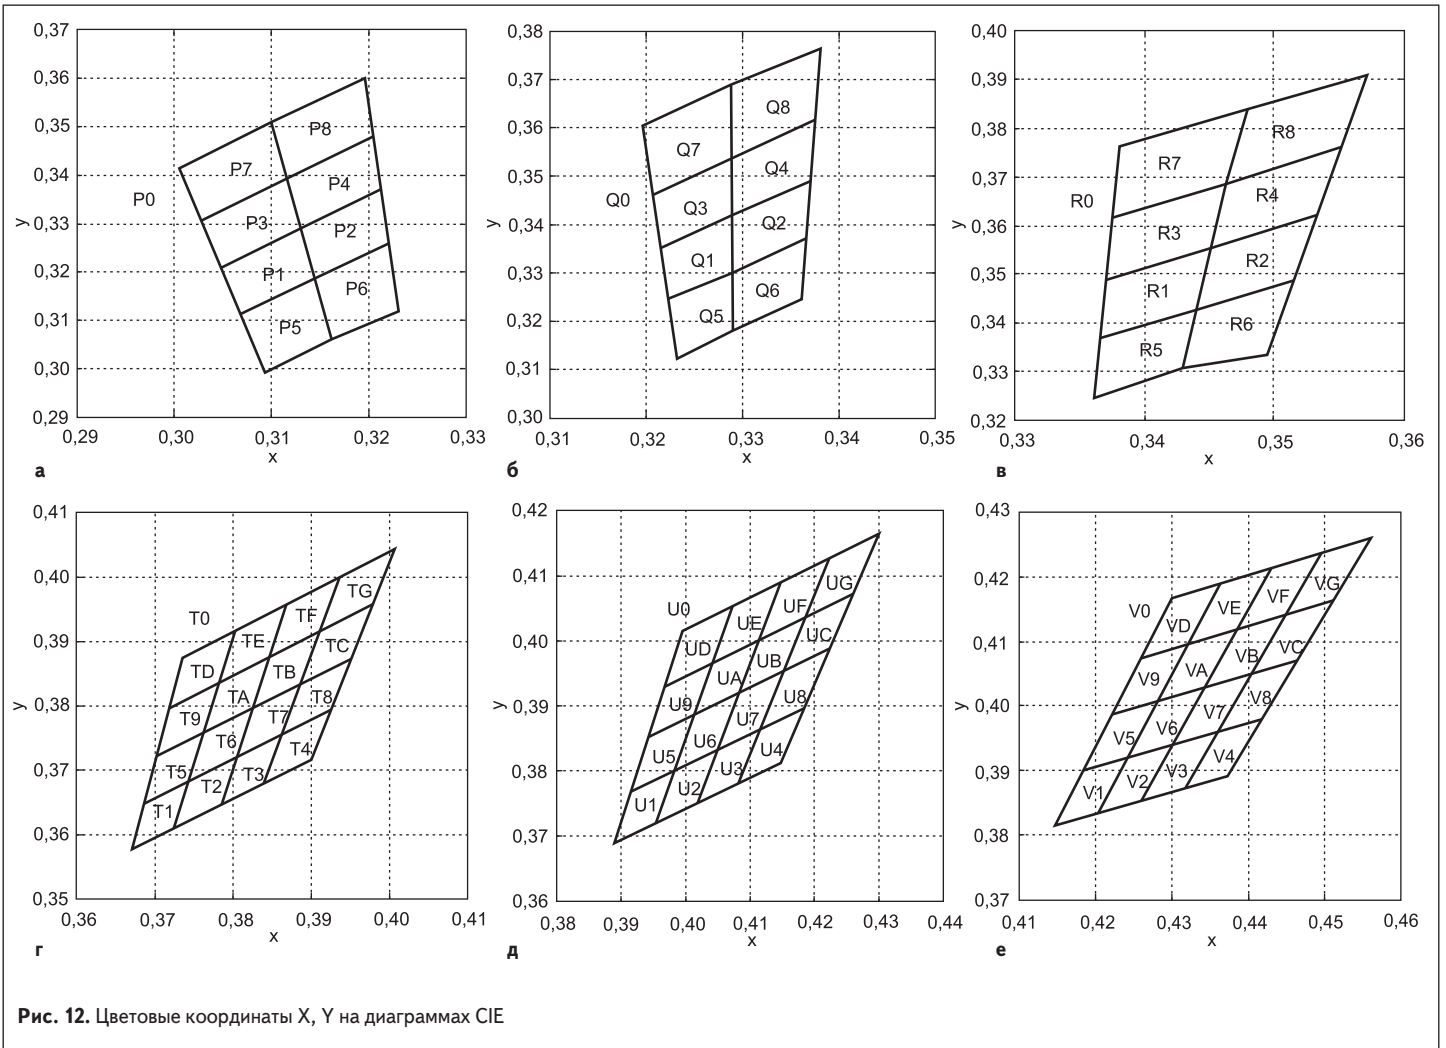 0,37
0,36
0,35
0,34
0,33
0,32
0,31
0,30
0,29
y
P0
P8
P7
P4
P3
P2
P1
P6
P5
0,29 0,30 0,31 0,32 0,33
x
а
0,38
0,37
0,36
0,35
0,34
0,33
0,32
0,31
0,30
y
Q0
Q8
Q7
Q4
Q3
Q2
Q1
Q6
Q5
0,31 0,32 0,33 0,34 0,35
x
б
0,40
0,39
0,38
0,37
0,36
0,35
0,34
0,33
0,32
y
R0
R8
R7
R4
R3
R2
R1
R6
R5
0,33 0,34 0,35 0,36
x
в
0,41
0,40
0,39
0,38
0,37
0,36
0,35
y
T0
TG
TF
TE
TC
TD
TB
TA
T8
T9
T7
T6
T4
T5
T3
T2
T1
0,36 0,37 0,38 0,39 0,40 0,41
x
г
0,42
0,41
0,40
0,39
0,38
0,37
0,36
y
U0
UG
UF
UE
UC
UD
UB
UA
U8
U9
U7
U6
U4
U5
U3
U2
U1
0,38 0,39 0,40 0,41 0,42 0,43 0,44
x
д
0,43
0,42
0,41
0,40
0,39
0,38
0,37
y
V0
VG
VF
VE
VD
VC
VB
VA
V9
V8
V7
V6
V5
V4
V3
V2
V1
0,41 0,42 0,43 0,44 0,45 0,46
x
е
Рис. 12. Цветовые координаты X, Y на диаграммах CIE